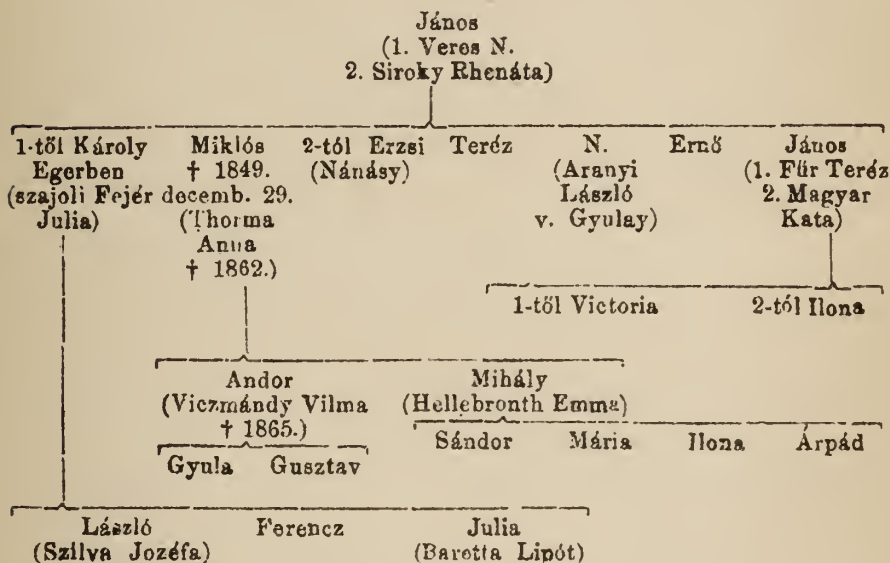 János
(1. Veres N.
2. Siroky Rhenáta)
1-től Károly Miklós 2-tól Erzsi Teréz N. Ernő János
Egerben † 1849. (Nánásy) (Aranyi (1. Für Teréz
(szajoli Fejér decemb. 29. László 2. Magyar
Julia) (Thorma v. Gyulay) Kata)
Anna
† 1862.)
1-től Victoria 2-tól Ilona
Andor Mihály
(Viczmándy Vilma (Hellebronth Emma)
† 1865.) Sándor Mária Ilona Árpád
Gyula Gusztav
László Ferencz Julia
(Szilva Jozéfa) (Baretta Lipót)